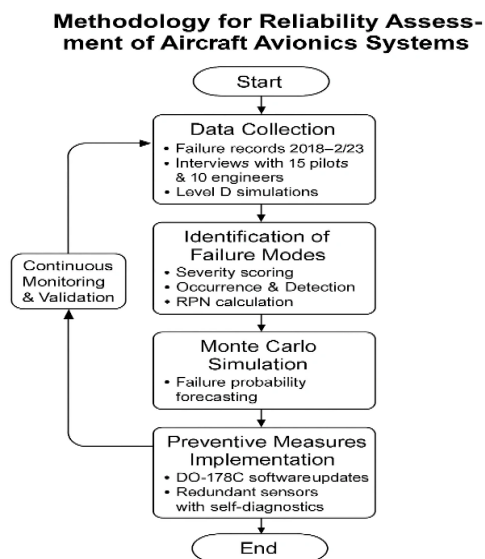 Methodology for Reliability Assess-
ment of Aircraft Avionics Systems
Start
Data Collection
• Failure records 2018–2/23
• Interviews with 15 pilots
& 10 engineers
• Level D simulations
Identification of
Failure Modes
• Severity scoring
• Occurrence & Detection
• RPN calculation
Continuous
Monitoring
& Validation
Monte Carlo
Simulation
• Failure probability
forecasting
Preventive Measures
Implementation
• DO-178C softwareupdates
• Redundant sensors
with self-diagnostics
End